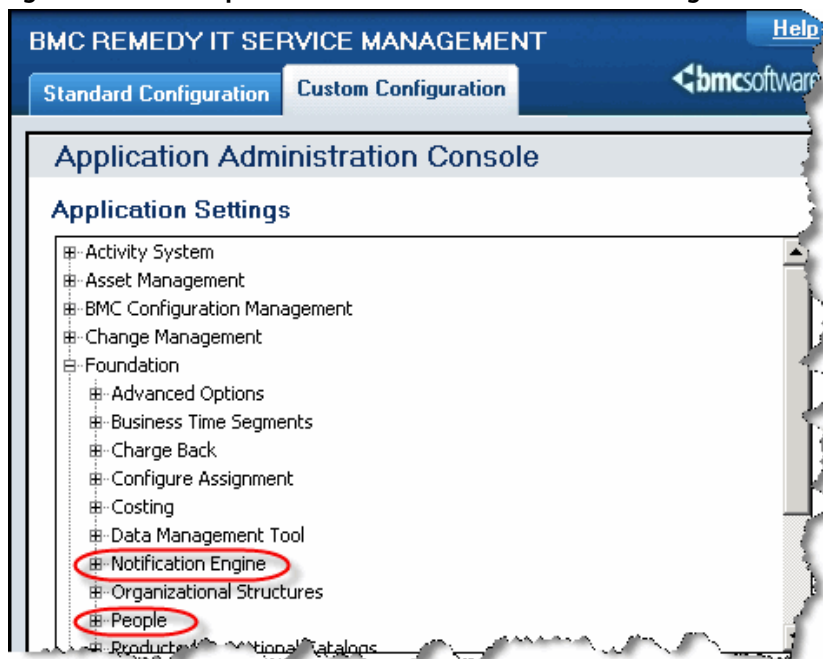 BMC REMEDY IT SERVICE MANAGEMENT
Help
Standard Configuration
Custom Configuration
bmcsoftware
Application Administration Console
Application Settings
Activity System
Asset Management
BMC Configuration Management
Change Management
Foundation
Advanced Options
Business Time Segments
Charge Back
Configure Assignment
Costing
Data Management Tool
Notification Engine
Organizational Structures
People